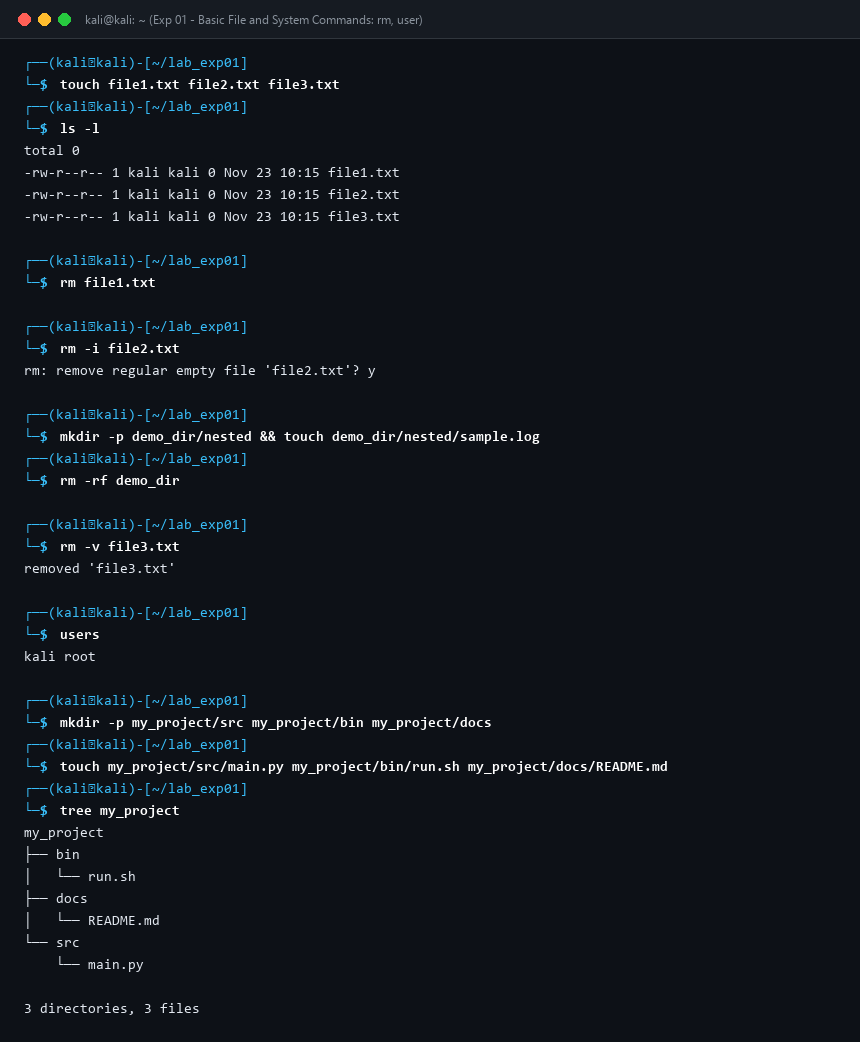 kali@kali: ~ (Exp 01 - Basic File and System Commands: rm, user)
┌──(kali㉿kali)-[~/lab_exp01]
└─$ touch file1.txt file2.txt file3.txt
┌──(kali㉿kali)-[~/lab_exp01]
└─$ ls -l
total 0
-rw-r--r-- 1 kali kali 0 Nov 23 10:15 file1.txt
-rw-r--r-- 1 kali kali 0 Nov 23 10:15 file2.txt
-rw-r--r-- 1 kali kali 0 Nov 23 10:15 file3.txt
┌──(kali㉿kali)-[~/lab_exp01]
└─$ rm file1.txt
┌──(kali㉿kali)-[~/lab_exp01]
└─$ rm -i file2.txt
rm: remove regular empty file 'file2.txt'? y
┌──(kali㉿kali)-[~/lab_exp01]
└─$ mkdir -p demo_dir/nested && touch demo_dir/nested/sample.log
┌──(kali㉿kali)-[~/lab_exp01]
└─$ rm -rf demo_dir
┌──(kali㉿kali)-[~/lab_exp01]
└─$ rm -v file3.txt
removed 'file3.txt'
┌──(kali㉿kali)-[~/lab_exp01]
└─$ users
kali root
┌──(kali㉿kali)-[~/lab_exp01]
└─$ mkdir -p my_project/src my_project/bin my_project/docs
┌──(kali㉿kali)-[~/lab_exp01]
└─$ touch my_project/src/main.py my_project/bin/run.sh my_project/docs/README.md
┌──(kali㉿kali)-[~/lab_exp01]
└─$ tree my_project
my_project
├── bin
│   └── run.sh
├── docs
│   └── README.md
└── src
    └── main.py
3 directories, 3 files